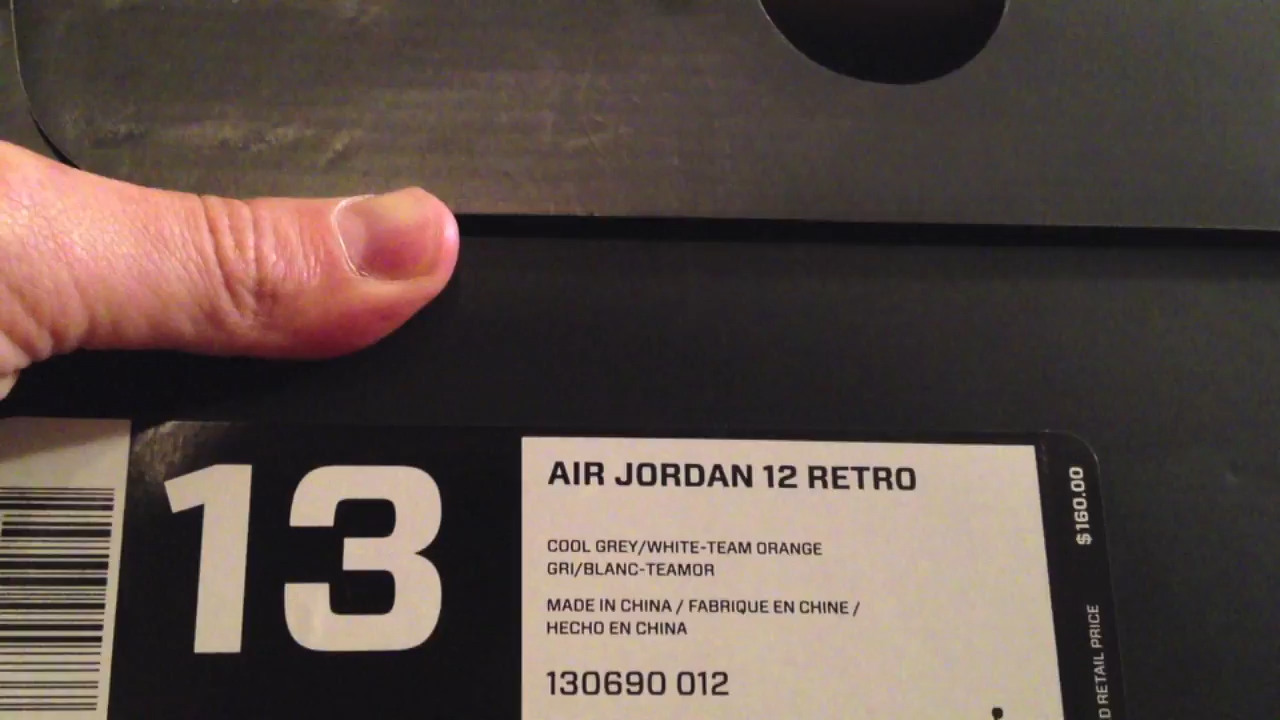 13
AIR JORDAN 12 RETRO
COOL GREY/WHITE-TEAM ORANGE
GRI/BLANC-TEAMOR
MADE IN CHINA / FABRIQUE EN CHINE /
HECHO EN CHINA
130690 012
$160.00
RETAIL PRICE